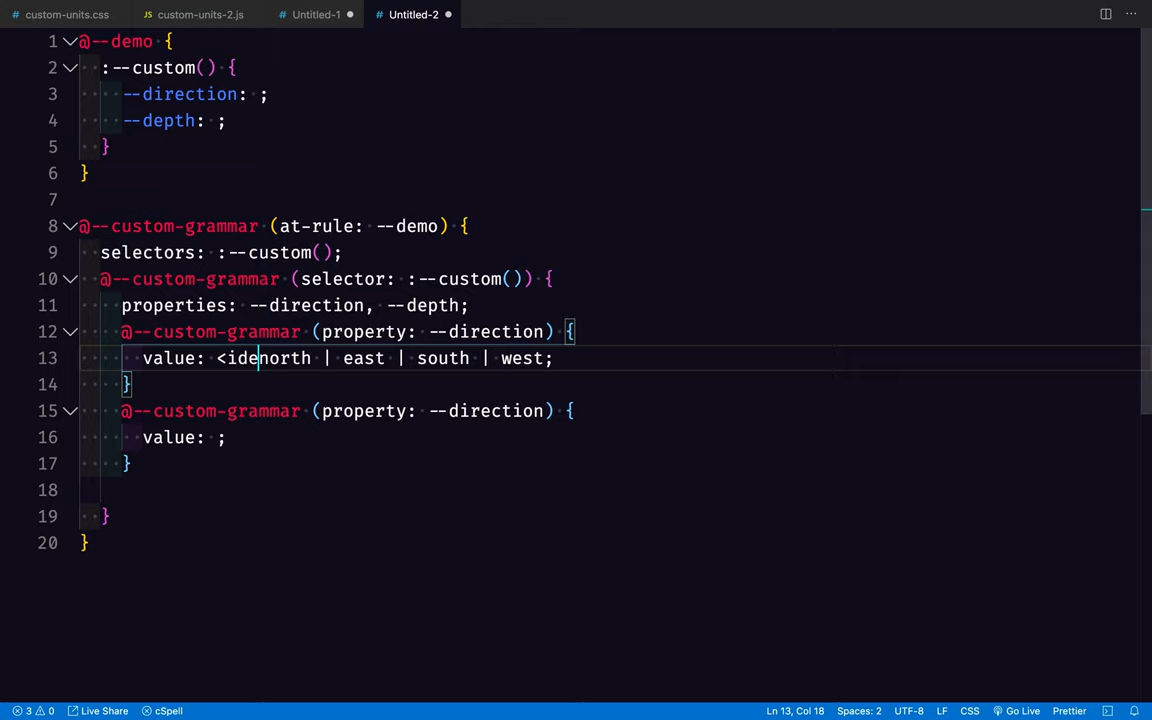 custom-units.css custom-units-2.js Untitled-1 Untitled-2
1 @--demo {
2 :--custom() {
3 --direction: ;
4 --depth: ;
5 }
6 }
7
8 @--custom-grammar (at-rule: --demo) {
9 selectors: :--custom();
10 @--custom-grammar (selector: :--custom()) {
11 properties: --direction, --depth;
12 @--custom-grammar (property: --direction) {
13 value: <idenorth | east | south | west;
14 }
15 @--custom-grammar (property: --direction) {
16 value: ;
17 }
18
19 }
20 }
3 0 Live Share cSpell Ln 13, Col 18 Spaces: 2 UTF-8 LF CSS Go Live Prettier